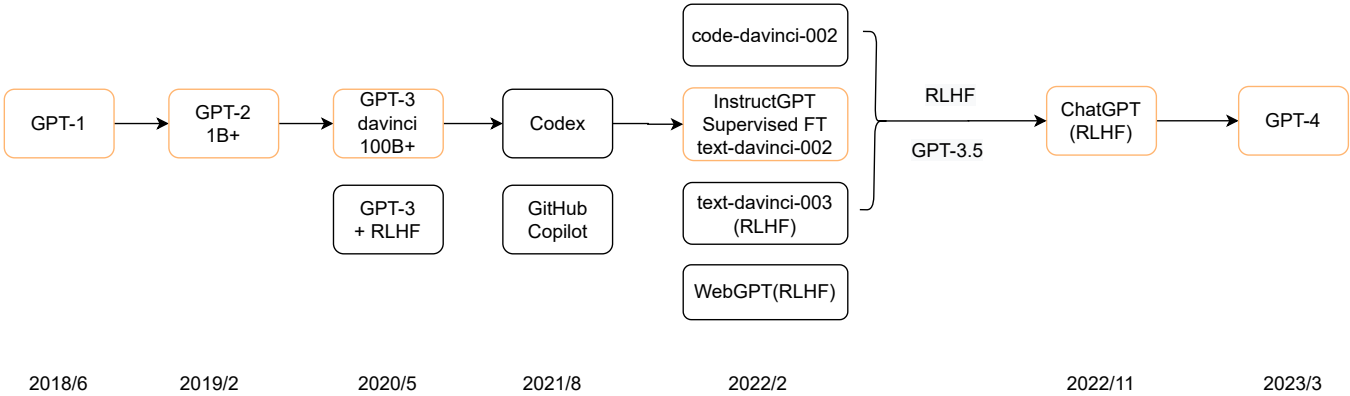 GPT-1
GPT-2
1B+
GPT-3
davinci
100B+
GPT-3
+ RLHF
Codex
GitHub
Copilot
code-davinci-002
InstructGPT
Supervised FT
text-davinci-002
text-davinci-003
(RLHF)
WebGPT(RLHF)
RLHF
GPT-3.5
ChatGPT
(RLHF)
GPT-4
2018/6
2019/2
2020/5
2021/8
2022/2
2022/11
2023/3